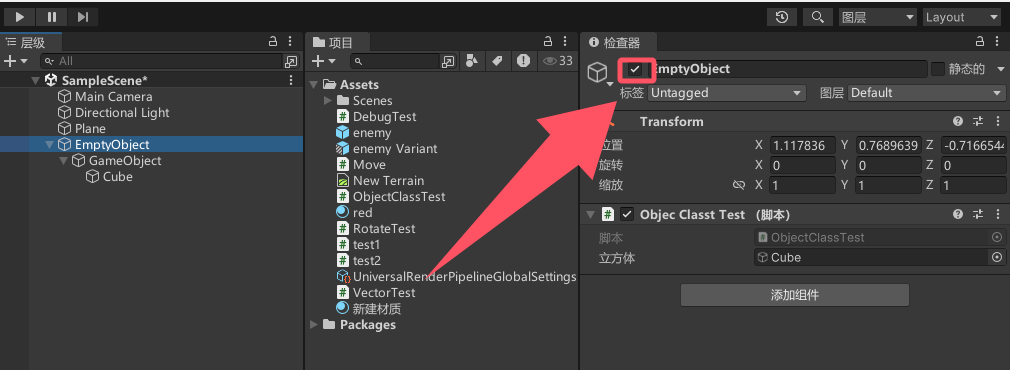 图层 Layout
层级
All
SampleScene*
Main Camera
Directional Light
Plane
EmptyObject
GameObject
Cube
项目
33
Assets
Scenes
DebugTest
enemy
enemy Variant
Move
New Terrain
ObjectClassTest
red
RotateTest
test1
test2
UniversalRenderPipelineGlobalSettings
VectorTest
新建材质
Packages
检查器
EmptyObject 静态的
标签 Untagged 图层 Default
Transform
位置 X 1.117836 Y 0.7689639 Z -0.7166544
旋转 X 0 Y 0 Z 0
缩放 X 1 Y 1 Z 1
Objec Classt Test （脚本）
脚本 ObjectClassTest
立方体 Cube
添加组件